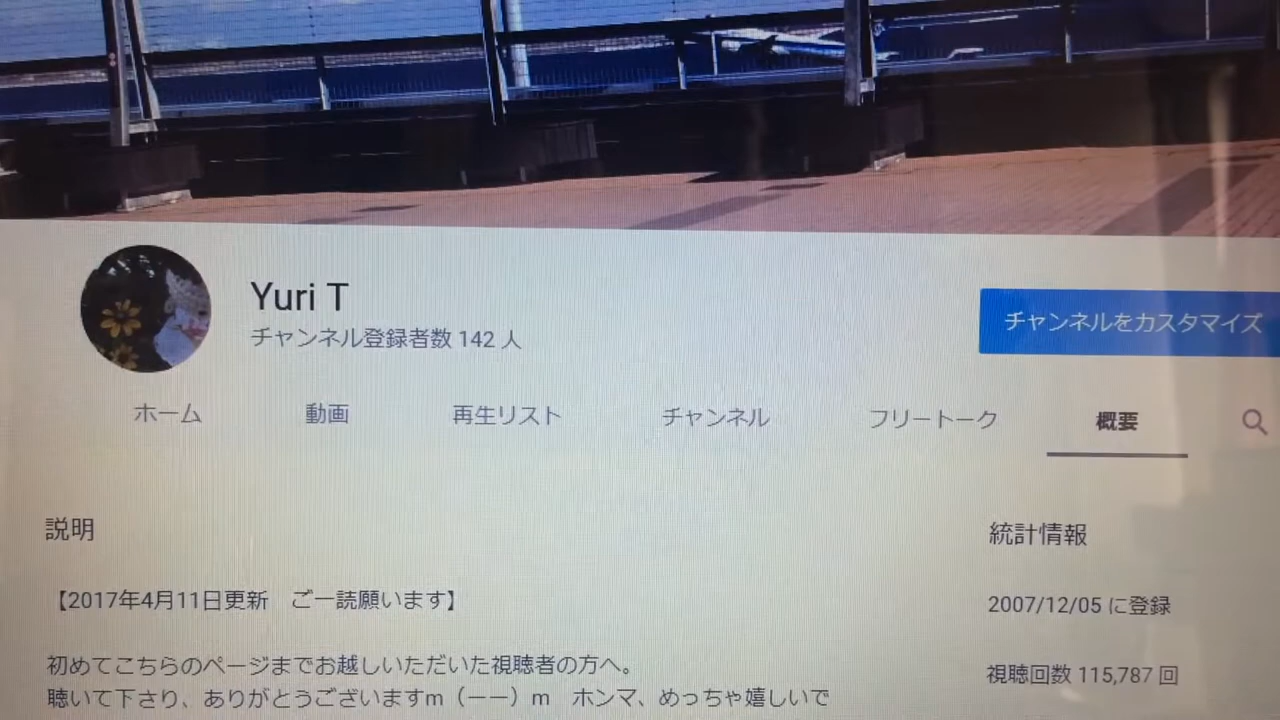 Yuri T
チャンネル登録者数 142 人
チャンネルをカスタマイズ
ホーム 動画 再生リスト チャンネル フリートーク 概要
説明
統計情報
【2017年4月11日更新　ご一読願います】
2007/12/05 に登録
初めてこちらのページまでお越しいただいた視聴者の方へ。
視聴回数 115,787 回
聴いて下さり、ありがとうございますm（ーー）m　ホンマ、めっちゃ嬉しいで